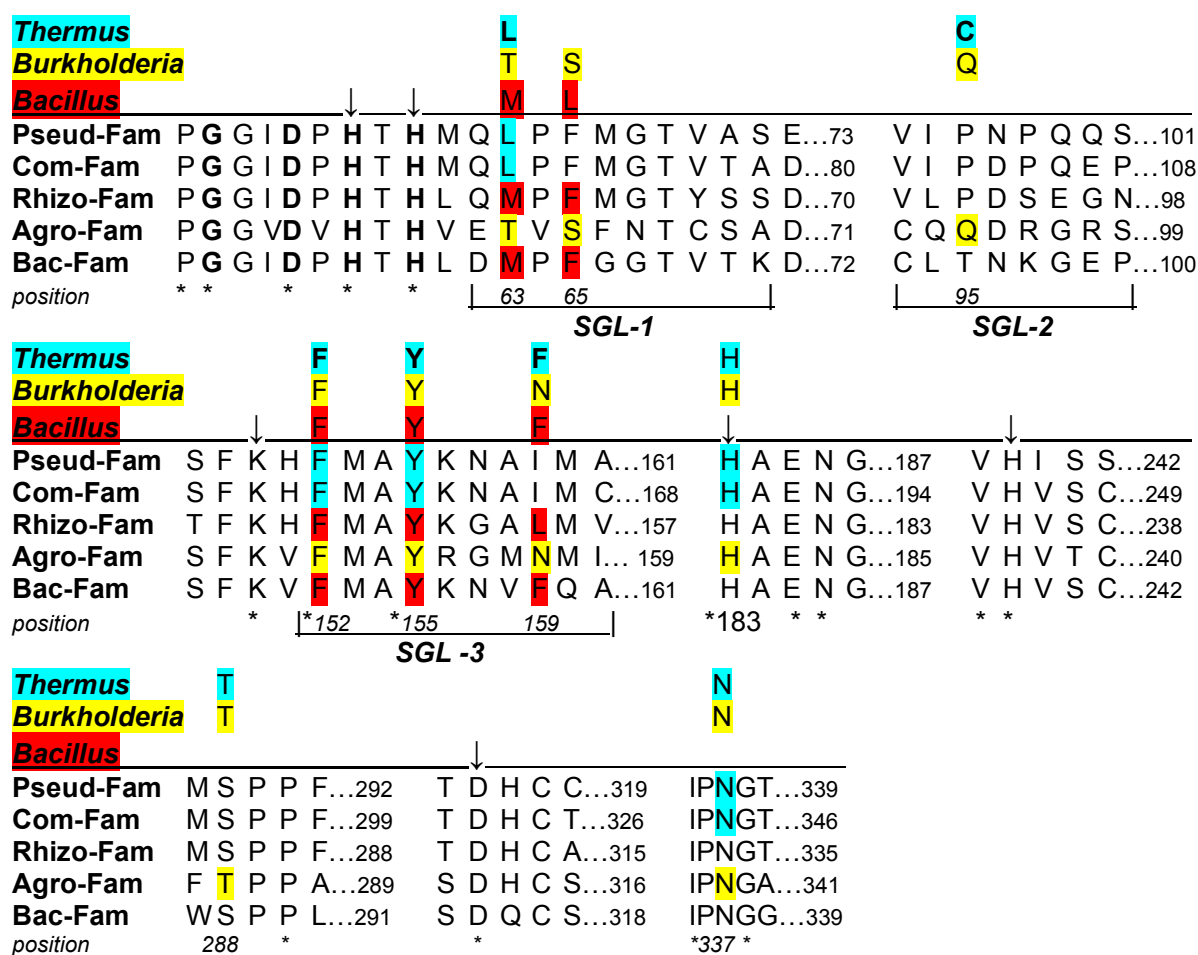 Thermus L C
Burkholderia T S Q
Bacillus ↓ ↓ M L
Pseud-Fam P G G I D P H T H M Q L P F M G T V A S E...73 V I P N P Q Q S...101
Com-Fam P G G I D P H T H M Q L P F M G T V T A D...80 V I P D P Q E P...108
Rhizo-Fam P G G I D P H T H L Q M P F M G T Y S S D...70 V L P D S E G N...98
Agro-Fam P G G V D V H T H V E T V S F N T C S A D...71 C Q Q D R G R S...99
Bac-Fam P G G I D P H T H L D M P F G G T V T K D...72 C L T N K G E P...100
position * * * * * | 63 65 | | 95 |
SGL-1 SGL-2
Thermus F Y F H
Burkholderia F Y N H
Bacillus ↓ F Y F ↓ ↓
Pseud-Fam S F K H F M A Y K N A I M A...161 H A E N G...187 V H I S S...242
Com-Fam S F K H F M A Y K N A I M C...168 H A E N G...194 V H V S C...249
Rhizo-Fam T F K H F M A Y K G A L M V...157 H A E N G...183 V H V S C...238
Agro-Fam S F K V F M A Y R G M N M I... 159 H A E N G...185 V H V T C...240
Bac-Fam S F K V F M A Y K N V F Q A...161 H A E N G...187 V H V S C...242
position * | *152 *155 159 | *183 * * * *
SGL -3
Thermus T N
Burkholderia T N
Bacillus ↓
Pseud-Fam M S P P F...292 T D H C C...319 IPNGT...339
Com-Fam M S P P F...299 T D H C T...326 IPNGT...346
Rhizo-Fam M S P P F...288 T D H C A...315 IPNGT...335
Agro-Fam F T P P A...289 S D H C S...316 IPNGA...341
Bac-Fam W S P P L...291 S D Q C S...318 IPNGG...339
position 288 * * *337 *